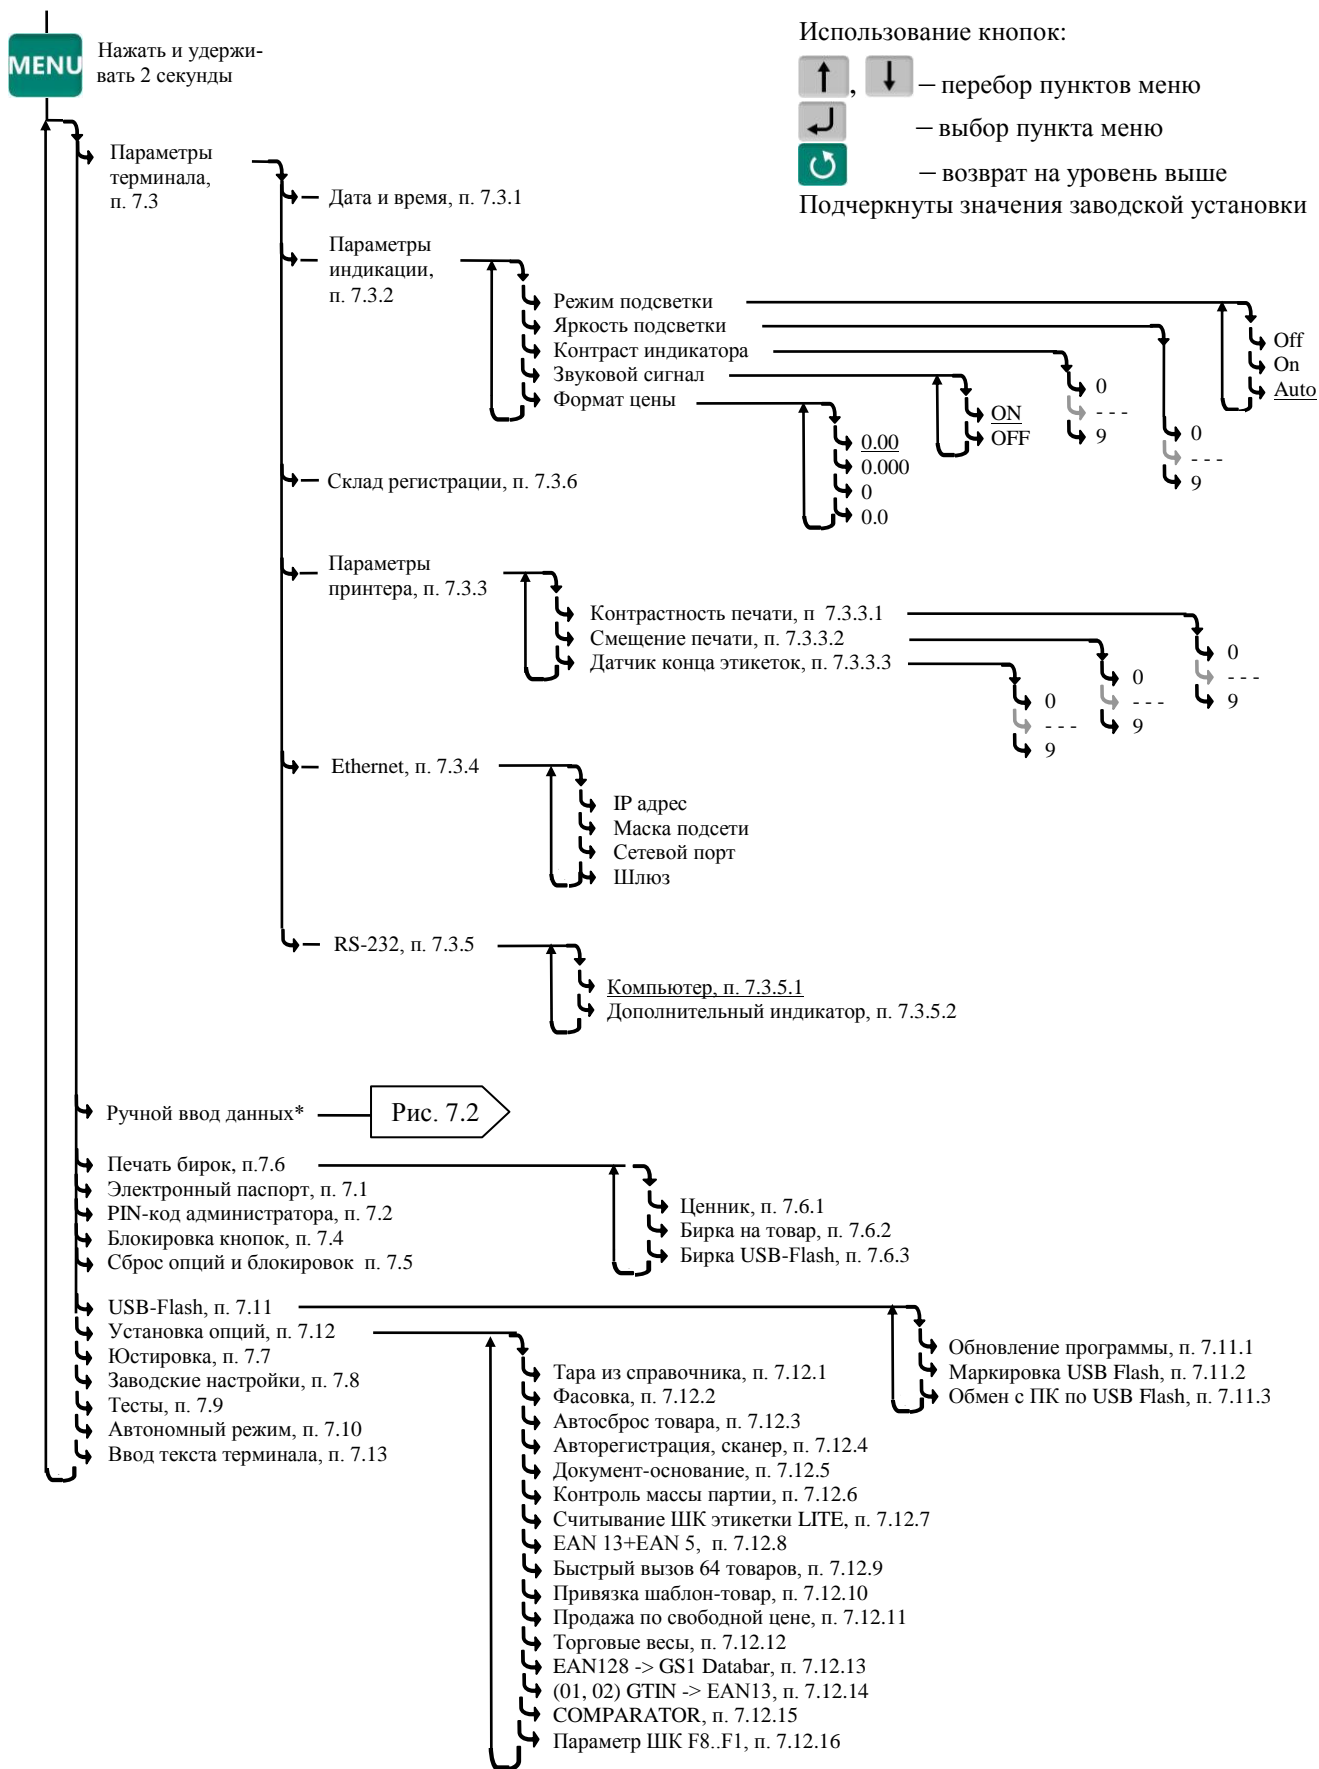 MENU
Нажать и удержи-
вать 2 секунды
Использование кнопок:
, – перебор пунктов меню
– выбор пункта меню
– возврат на уровень выше
Подчеркнуты значения заводской установки
Параметры
терминала,
п. 7.3
Дата и время, п. 7.3.1
Параметры
индикации,
п. 7.3.2
Режим подсветки
Яркость подсветки
Контраст индикатора
Звуковой сигнал
Формат цены
Off
On
Auto
0
- - -
9
0
- - -
9
ON
OFF
0.00
0.000
0
0.0
Склад регистрации, п. 7.3.6
Параметры
принтера, п. 7.3.3
Контрастность печати, п 7.3.3.1
Смещение печати, п. 7.3.3.2
Датчик конца этикеток, п. 7.3.3.3
0
- - -
9
0
- - -
9
0
- - -
9
Ethernet, п. 7.3.4
IP адрес
Маска подсети
Сетевой порт
Шлюз
RS-232, п. 7.3.5
Компьютер, п. 7.3.5.1
Дополнительный индикатор, п. 7.3.5.2
Ручной ввод данных*
Рис. 7.2
Печать бирок, п.7.6
Электронный паспорт, п. 7.1
PIN-код администратора, п. 7.2
Блокировка кнопок, п. 7.4
Сброс опций и блокировок п. 7.5
Ценник, п. 7.6.1
Бирка на товар, п. 7.6.2
Бирка USB-Flash, п. 7.6.3
USB-Flash, п. 7.11
Установка опций, п. 7.12
Юстировка, п. 7.7
Заводские настройки, п. 7.8
Тесты, п. 7.9
Автономный режим, п. 7.10
Ввод текста терминала, п. 7.13
Обновление программы, п. 7.11.1
Маркировка USB Flash, п. 7.11.2
Обмен с ПК по USB Flash, п. 7.11.3
Тара из справочника, п. 7.12.1
Фасовка, п. 7.12.2
Автосброс товара, п. 7.12.3
Авторегистрация, сканер, п. 7.12.4
Документ-основание, п. 7.12.5
Контроль массы партии, п. 7.12.6
Считывание ШК этикетки LITE, п. 7.12.7
EAN 13+EAN 5, п. 7.12.8
Быстрый вызов 64 товаров, п. 7.12.9
Привязка шаблон-товар, п. 7.12.10
Продажа по свободной цене, п. 7.12.11
Торговые весы, п. 7.12.12
EAN128 -> GS1 Databar, п. 7.12.13
(01, 02) GTIN -> EAN13, п. 7.12.14
COMPARATOR, п. 7.12.15
Параметр ШК F8..F1, п. 7.12.16